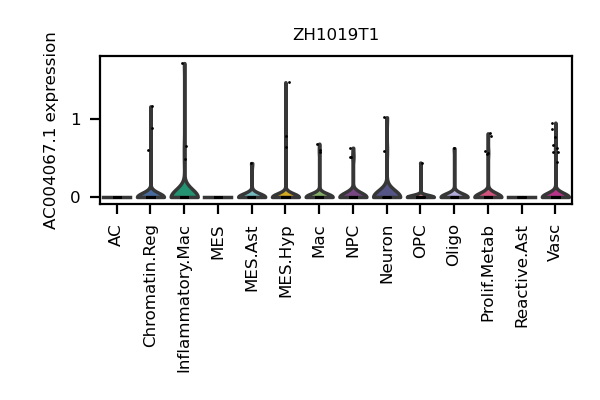 ZH1019T1
AC004067.1 expression
1
0
AC
Chromatin.Reg
Inflammatory.Mac
MES
MES.Ast
MES.Hyp
Mac
NPC
Neuron
OPC
Oligo
Prolif.Metab
Reactive.Ast
Vasc